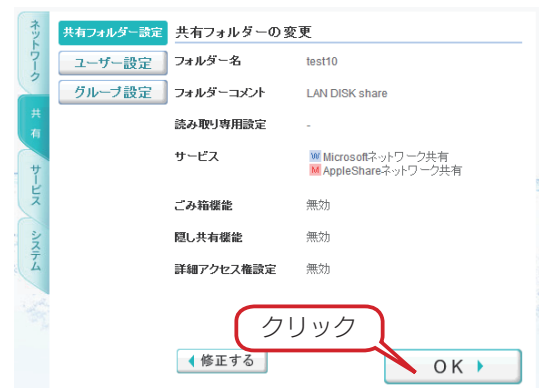 ネットワーク
共有
サービス
システム
共有フォルダー設定
ユーザー設定
グループ設定
共有フォルダーの変更
フォルダー名 test10
フォルダーコメント LAN DISK share
読み取り専用設定 -
サービス W Microsoftネットワーク共有
M AppleShareネットワーク共有
ごみ箱機能 無効
隠し共有機能 無効
詳細アクセス権設定 無効
クリック
修正する
OK